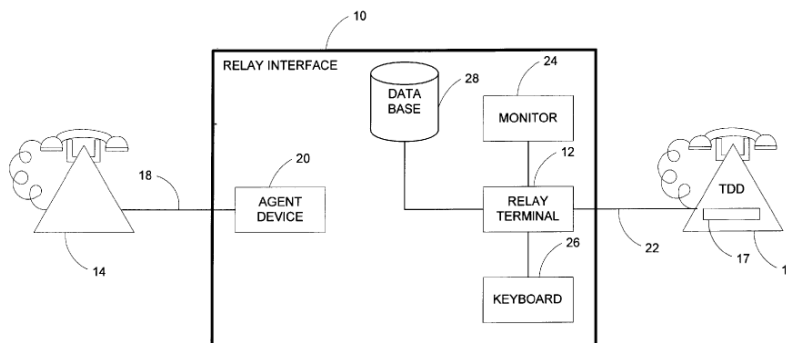 10
RELAY INTERFACE
24
28
DATA
BASE
MONITOR
20
12
18
TDD
AGENT
DEVICE
RELAY
TERMINAL
26
22
17
14
KEYBOARD